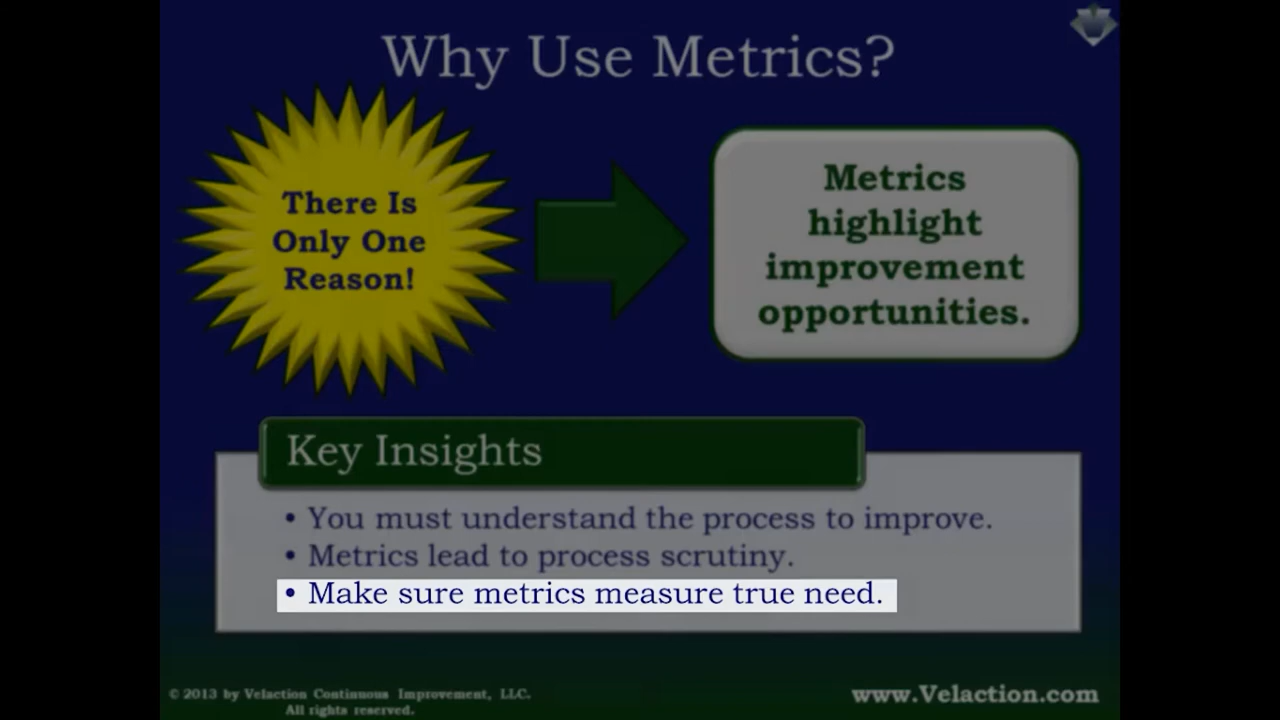 Why Use Metrics?
There Is
Only One
Reason!
Metrics
highlight
improvement
opportunities.
Key Insights
• You must understand the process to improve.
• Metrics lead to process scrutiny.
• Make sure metrics measure true need.
© 2013 by Velaction Continuous Improvement, LLC.
All rights reserved.
www.Velaction.com